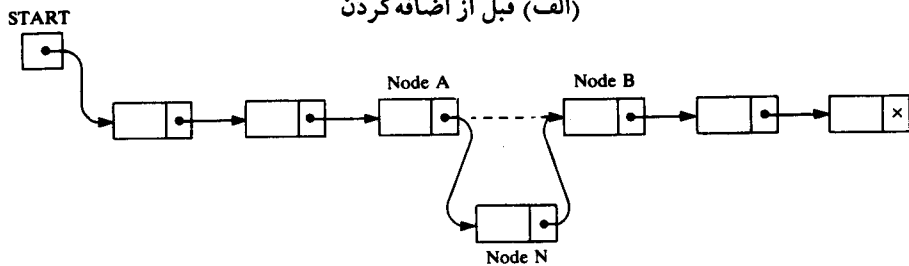 (الف) قبل از اضافه کردن
START
Node A
Node B
×
Node N